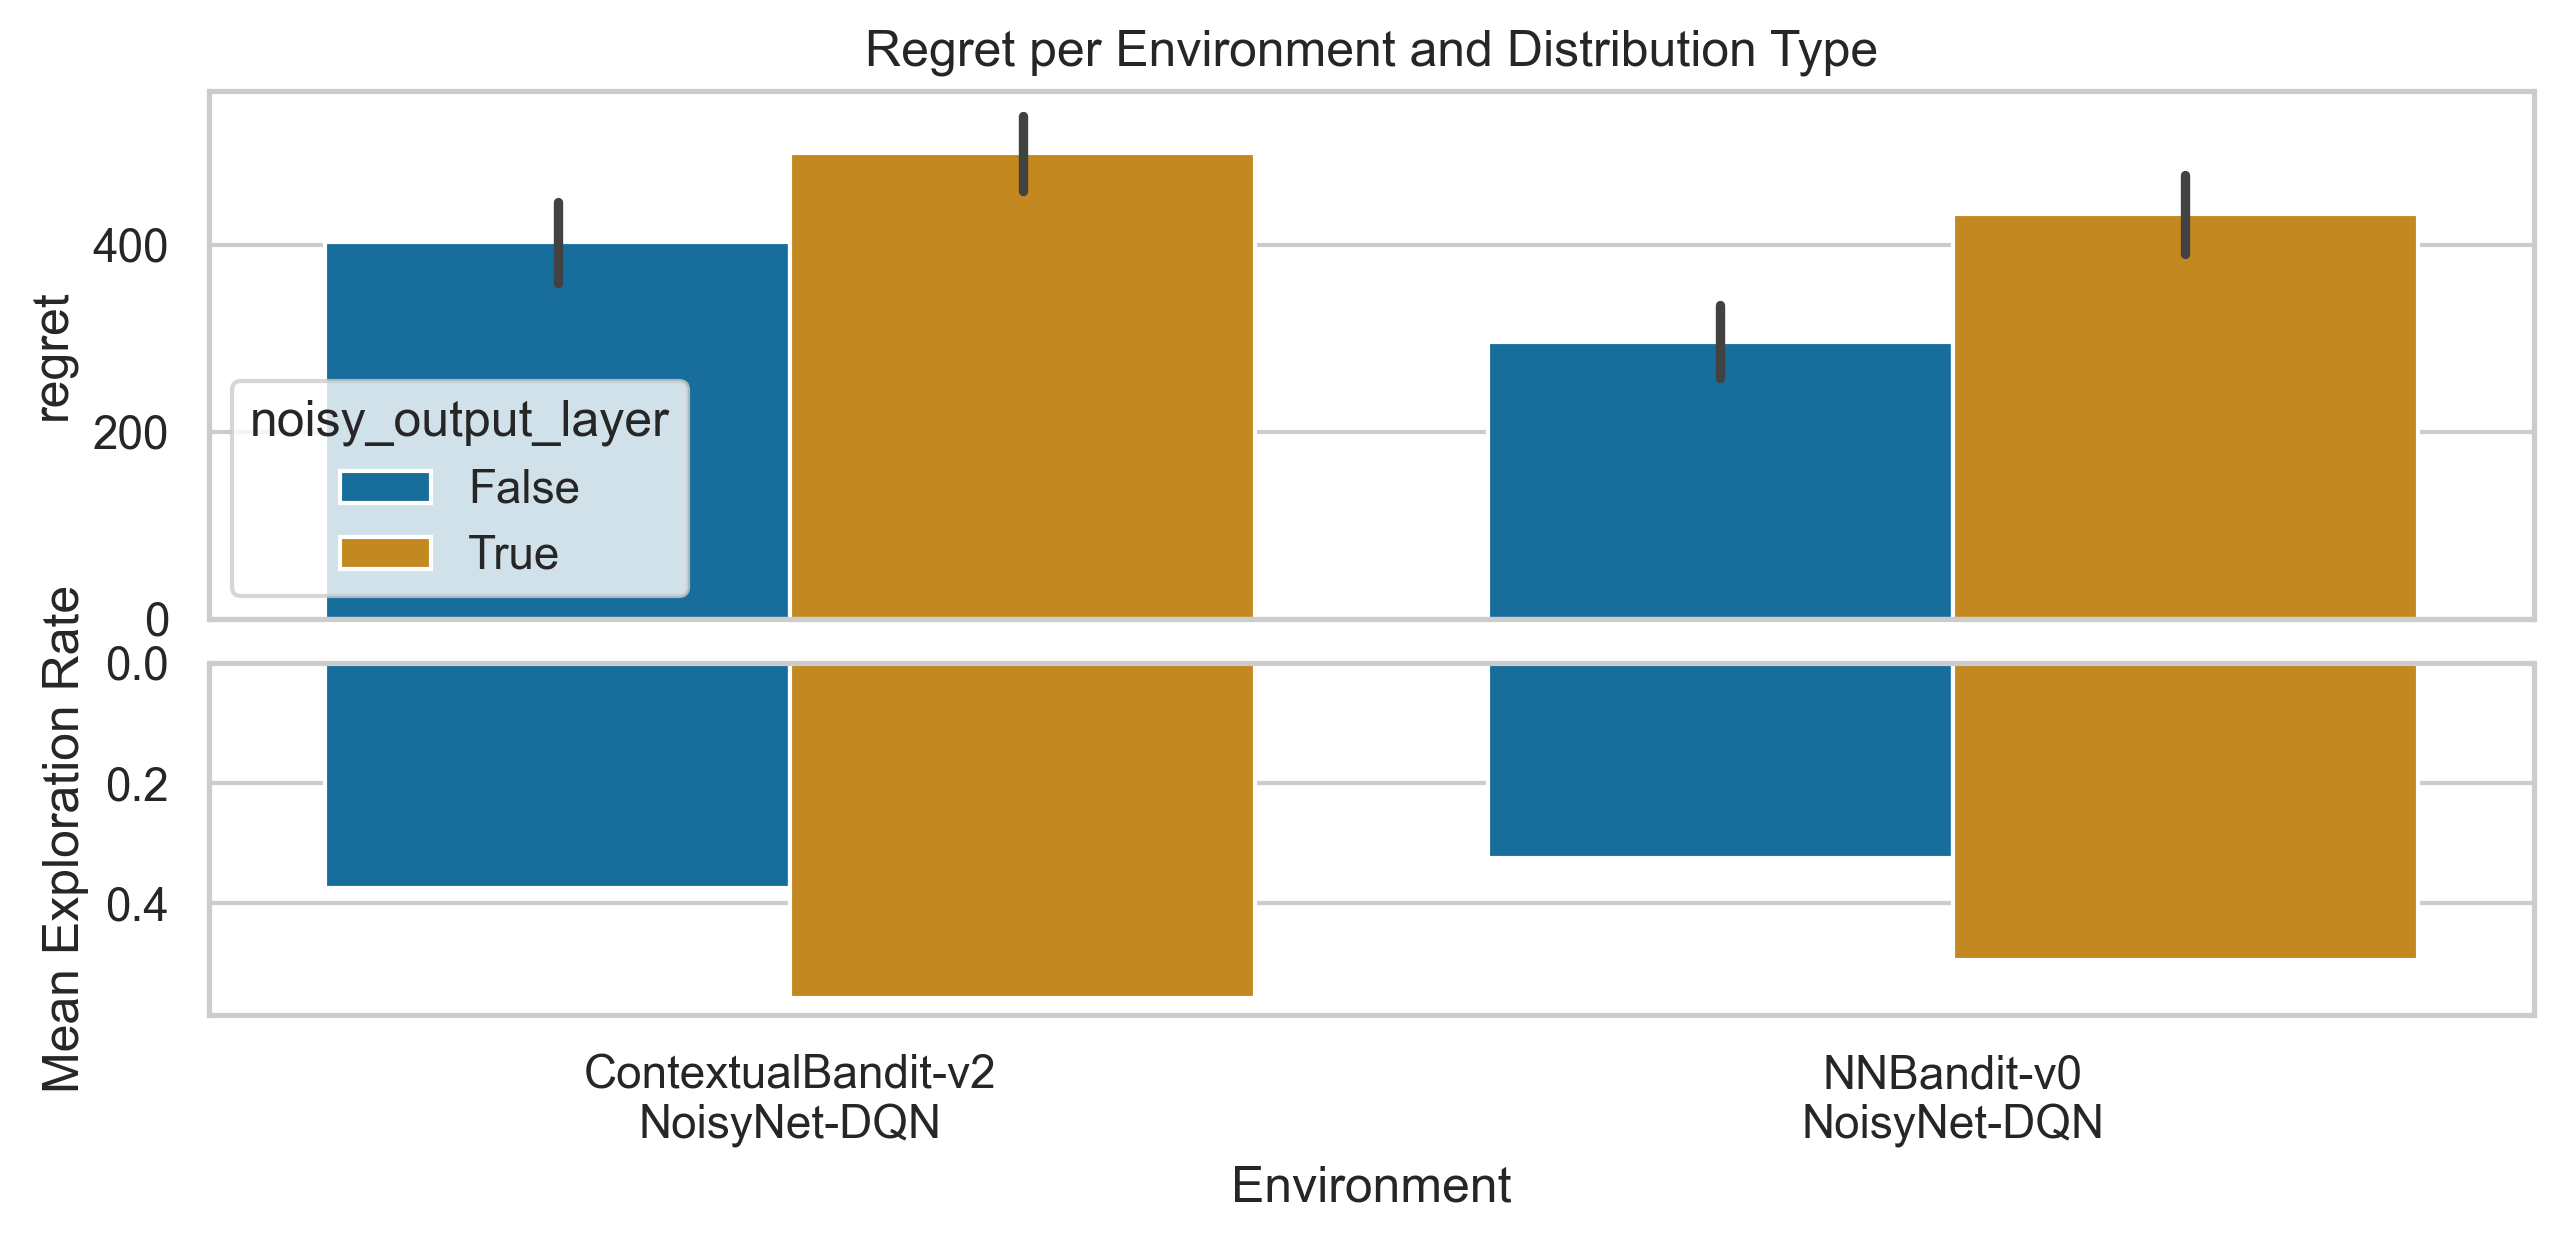 Regret per Environment and Distribution Type
regret
400
200
0
noisy_output_layer
False
True
Mean Exploration Rate
0.0
0.2
0.4
ContextualBandit-v2
NoisyNet-DQN
NNBandit-v0
NoisyNet-DQN
Environment